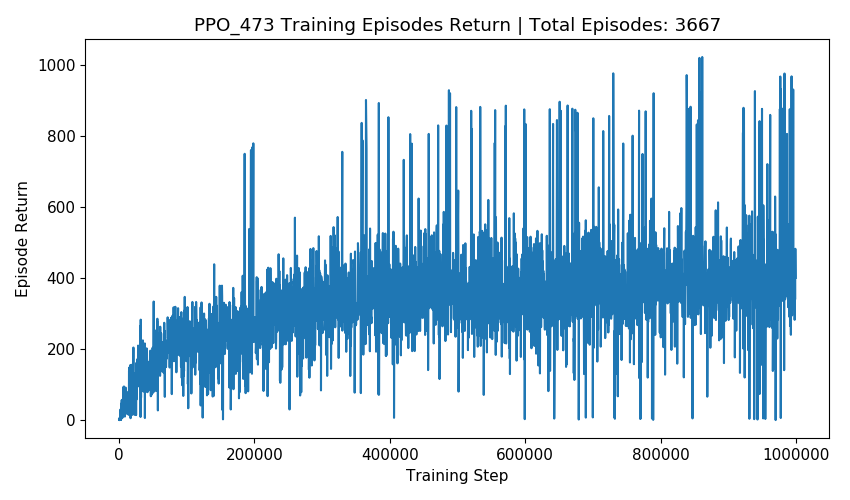 PPO_473 Training Episodes Return | Total Episodes: 3667
1000
800
600
400
200
0
Episode Return
0 200000 400000 600000 800000 1000000
Training Step